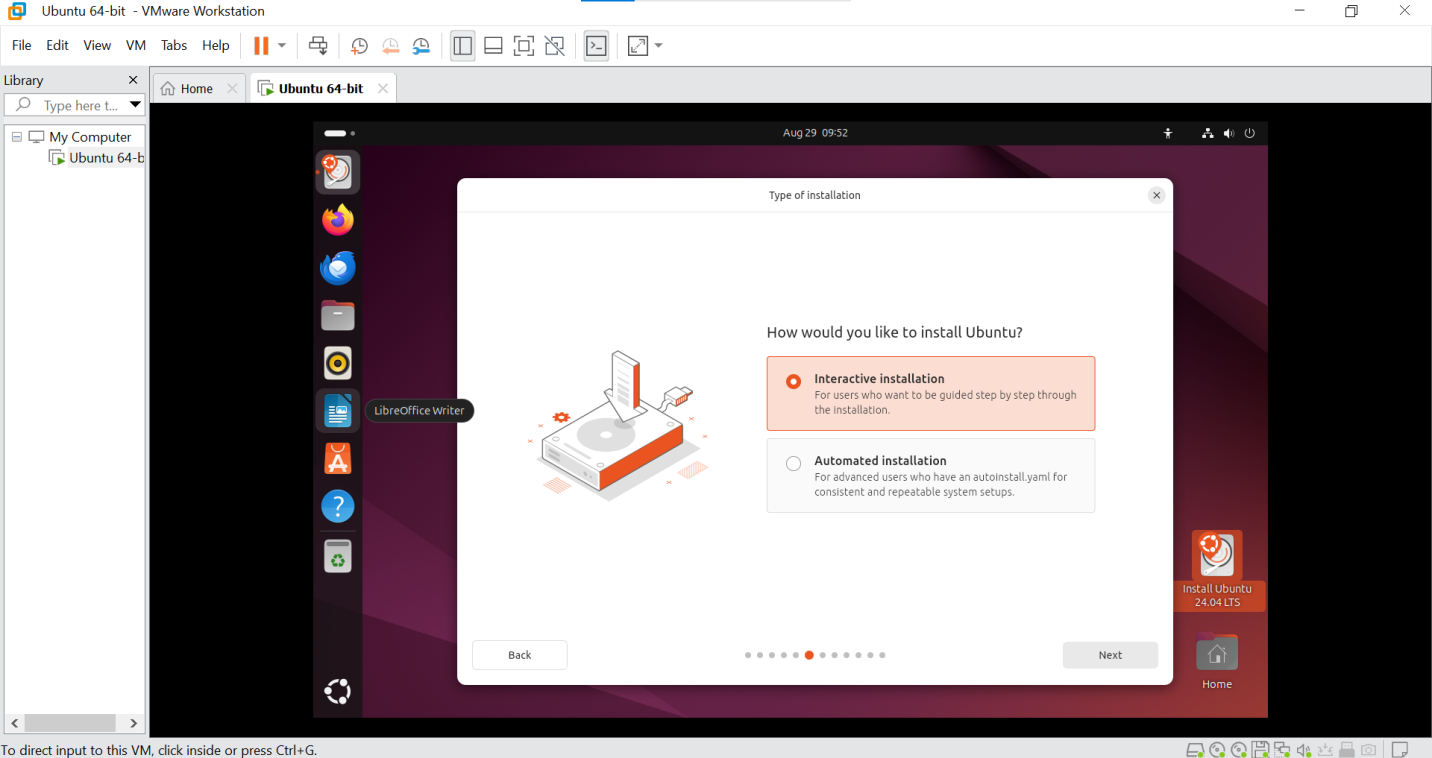 Ubuntu 64-bit - VMware Workstation
File Edit View VM Tabs Help
Library
Type here t...
My Computer
Ubuntu 64-b
Home
Ubuntu 64-bit
Aug 29 09:52
Type of installation
How would you like to install Ubuntu?
Interactive installation
For users who want to be guided step by step through
the installation.
Automated installation
For advanced users who have an autoinstall.yaml for
consistent and repeatable system setups.
LibreOffice Writer
Install Ubuntu
24.04 LTS
Back
Next
Home
To direct input to this VM, click inside or press Ctrl+G.